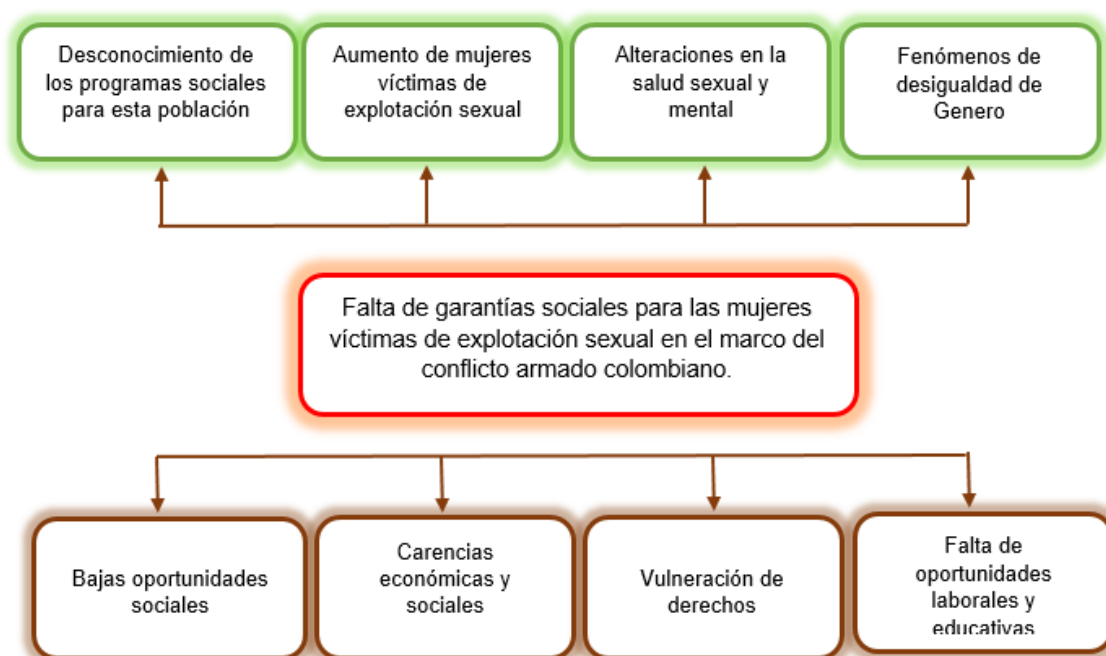 Desconocimiento de
los programas sociales
para esta población
Aumento de mujeres
víctimas de
explotación sexual
Alteraciones en la
salud sexual y
mental
Fenómenos de
desigualdad de
Genero
Falta de garantías sociales para las mujeres
víctimas de explotación sexual en el marco del
conflicto armado colombiano.
Bajas oportunidades
sociales
Carencias
económicas y
sociales
Vulneración de
derechos
Falta de
oportunidades
laborales y
educativas